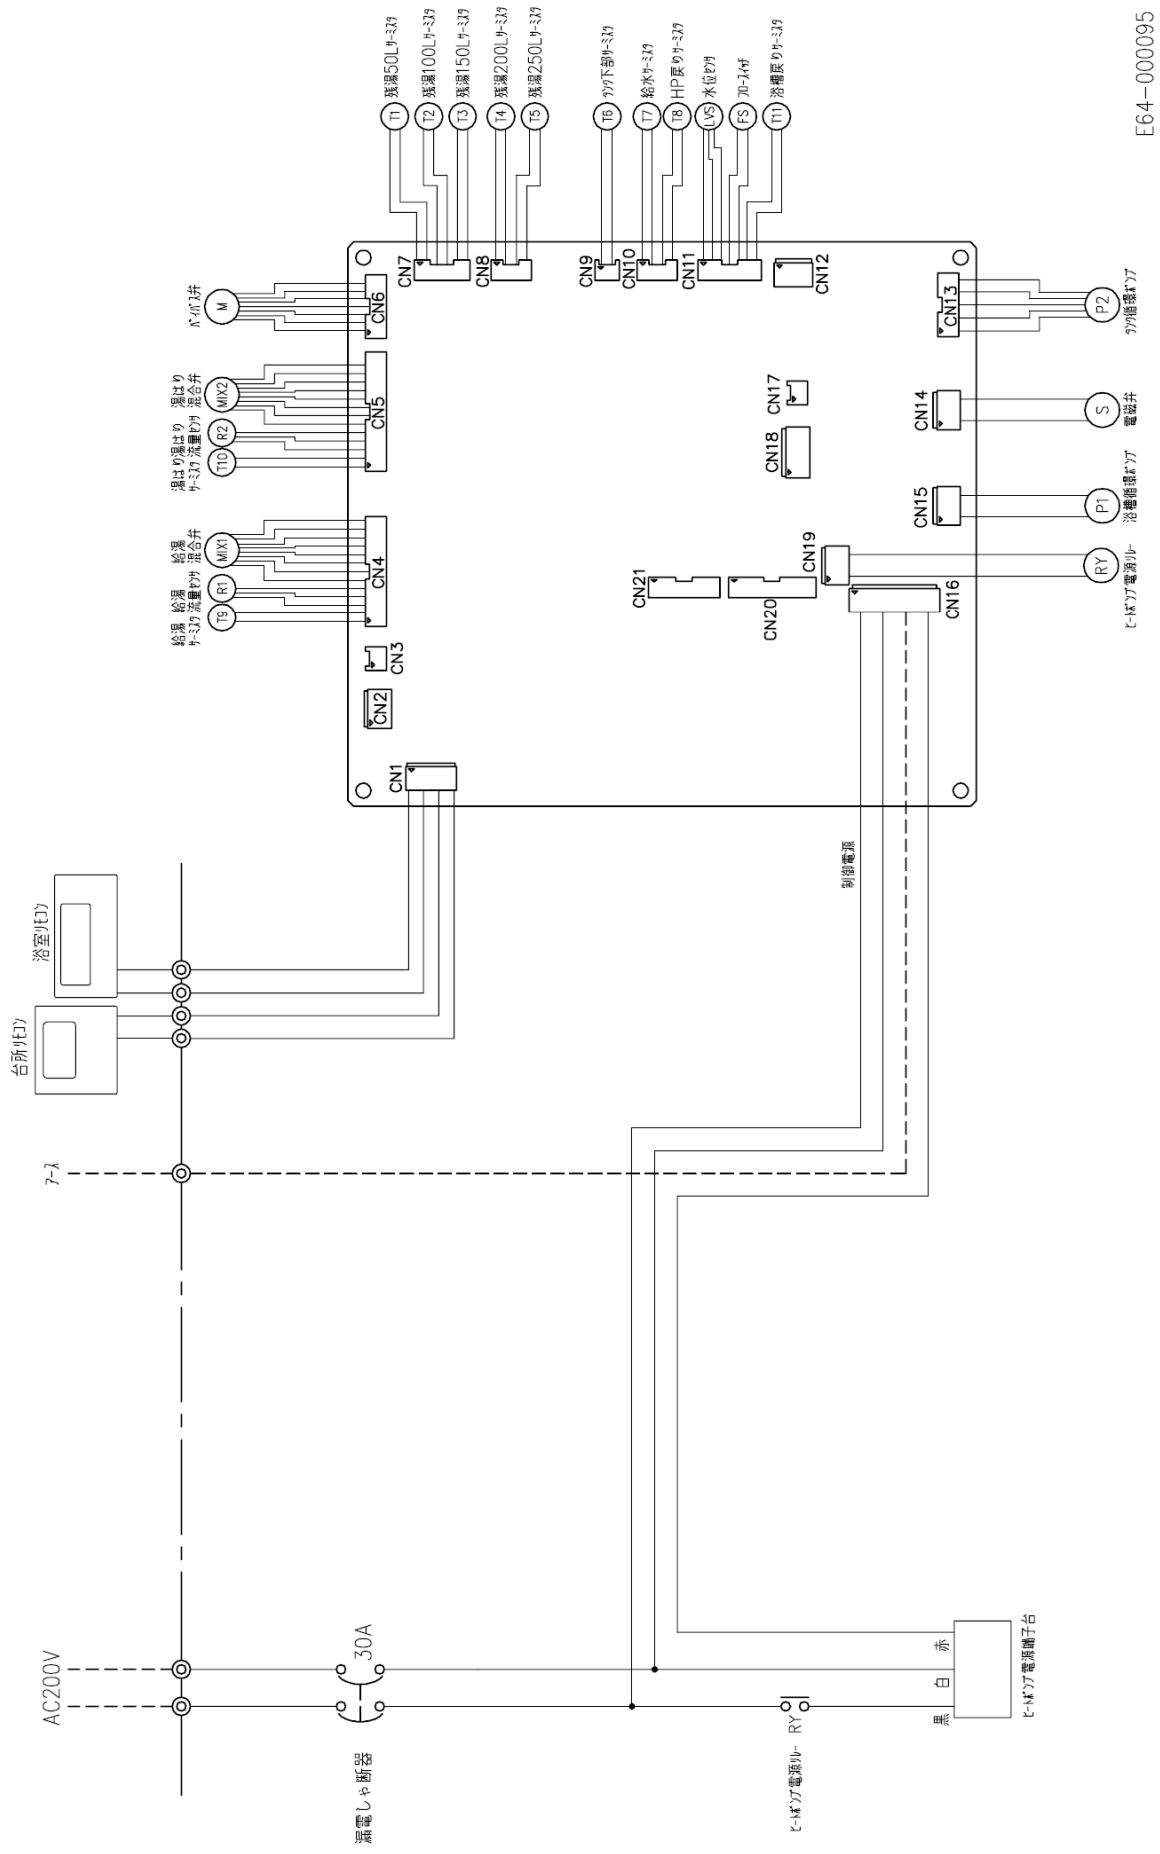 AC200V
漏電しゃ断器
30A
ﾋｰﾄﾎﾟﾝﾌﾟ電源ﾘﾚｰ
RY
黒
白
赤
ﾋｰﾄﾎﾟﾝﾌﾟ電源端子台
ｱｰｽ
台所ﾘﾓｺﾝ
浴室ﾘﾓｺﾝ
制御電源
CN1
CN2
CN3
CN4
CN5
CN6
給湯
ｻｰﾐｽﾀ
T9
給湯
流量ｾﾝｻ
R1
給湯
混合弁
MIX1
湯はり
ｻｰﾐｽﾀ
T10
湯はり
流量ｾﾝｻ
R2
湯はり
混合弁
MIX2
ﾊﾞｲﾊﾟｽ弁
M
CN7
CN8
CN9
CN10
CN11
CN12
T1 残湯50Lｻｰﾐｽﾀ
T2 残湯100Lｻｰﾐｽﾀ
T3 残湯150Lｻｰﾐｽﾀ
T4 残湯200Lｻｰﾐｽﾀ
T5 残湯250Lｻｰﾐｽﾀ
T6 ﾀﾝｸ下部ｻｰﾐｽﾀ
T7 給水ｻｰﾐｽﾀ
T8 HP戻りｻｰﾐｽﾀ
LVS 水位ｾﾝｻ
FS ﾌﾛｰｽｲｯﾁ
T11 浴槽戻りｻｰﾐｽﾀ
CN17
CN18
CN21
CN20
CN19
CN16
CN15
CN14
CN13
RY
ﾋｰﾄﾎﾟﾝﾌﾟ電源ﾘﾚｰ
P1
浴槽循環ﾎﾟﾝﾌﾟ
S
電磁弁
P2
ﾀﾝｸ循環ﾎﾟﾝﾌﾟ
E64-000095